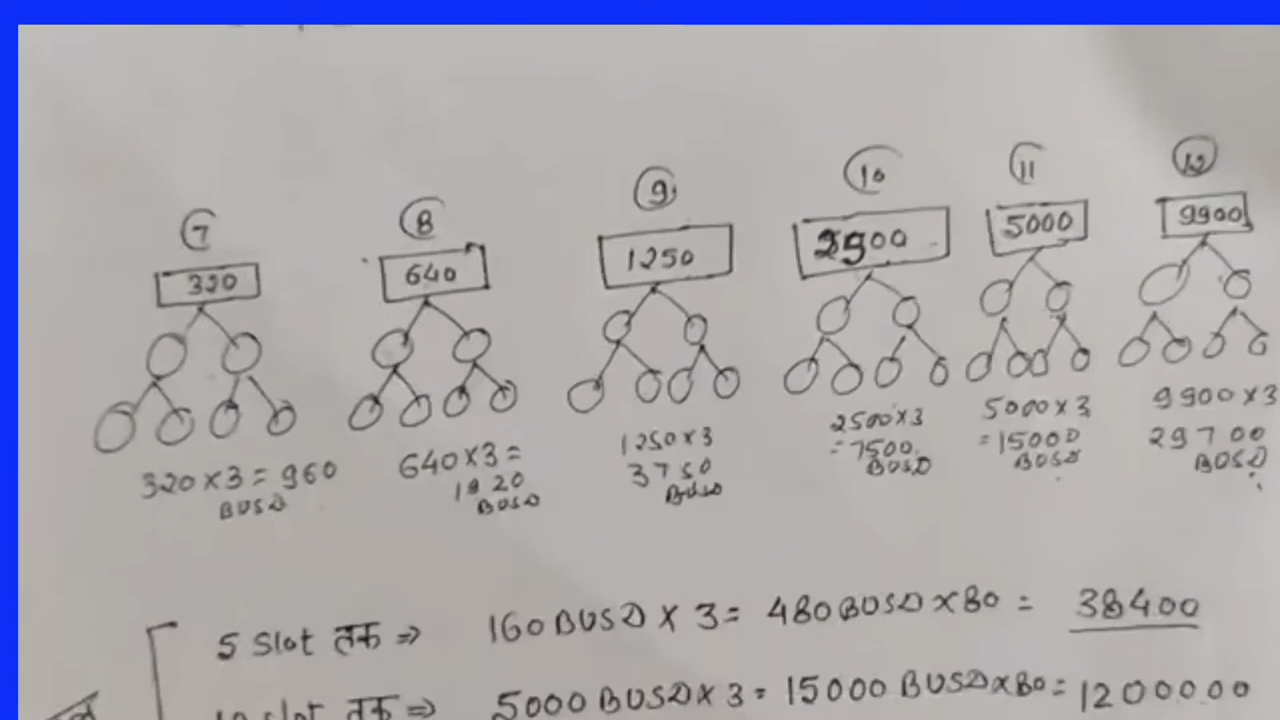 7 8 9 10 11 12
320 640 1250 2500 5000 9900
320 × 3 = 960
BUSD
640 × 3 =
1920
BUSD
1250 × 3
3750
BUSD
2500 × 3
= 7500
BUSD
5000 × 3
= 15000
BUSD
9900 × 3
29700
BUSD
5 Slot तक ⇒ 160 BUSD × 3 = 480 BUSD × 80 = 38400
slot तक ⇒ 5000 BUSD × 3 = 15000 BUSD × 80 = 1200000